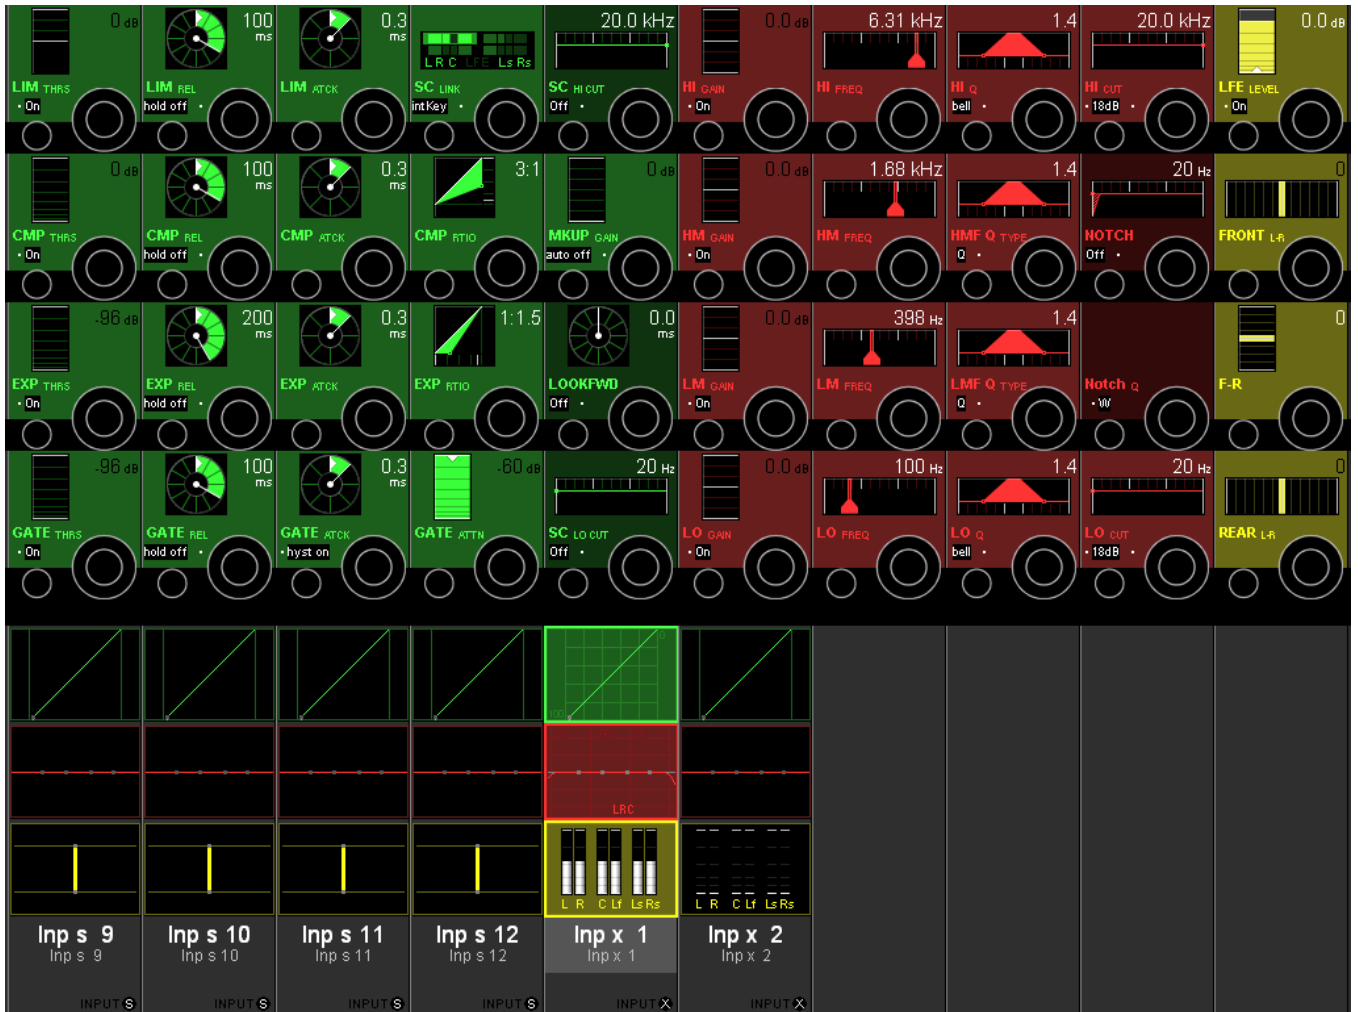 0 dB 100 ms 0.3 ms 20.0 kHz 0.0 dB 6.31 kHz 1.4 20.0 kHz 0.0 dB
L R C LFE Ls Rs
LIM THRS LIM REL LIM ATCK SC LINK SC HI CUT HI GAIN HI FREQ HI Q HI CUT LFE LEVEL
On hold off intKey Off On bell 18dB On
0 dB 100 ms 0.3 ms 3:1 0 dB 0.0 dB 1.68 kHz 1.4 20 Hz 0
CMP THRS CMP REL CMP ATCK CMP RTIO MKUP GAIN HM GAIN HM FREQ HMF Q TYPE NOTCH FRONT L-R
On hold off auto off On Q Off
-96 dB 200 ms 0.3 ms 1:1.5 0.0 ms 0.0 dB 398 Hz 1.4 0
EXP THRS EXP REL EXP ATCK EXP RTIO LOOKFWD LM GAIN LM FREQ LMF Q TYPE Notch Q F-R
On hold off Off On Q W
-96 dB 100 ms 0.3 ms -60 dB 20 Hz 0.0 dB 100 Hz 1.4 20 Hz 0
GATE THRS GATE REL GATE ATCK GATE ATTN SC LO CUT LO GAIN LO FREQ LO Q LO CUT REAR L-R
On hold off hyst on Off On bell 18dB
0
100
LRC
L R C Lf Ls Rs L R C Lf Ls Rs
Inp s 9 Inp s 10 Inp s 11 Inp s 12 Inp x 1 Inp x 2
Inp s 9 Inp s 10 Inp s 11 Inp s 12 Inp x 1 Inp x 2
INPUT S INPUT S INPUT S INPUT S INPUT X INPUT X